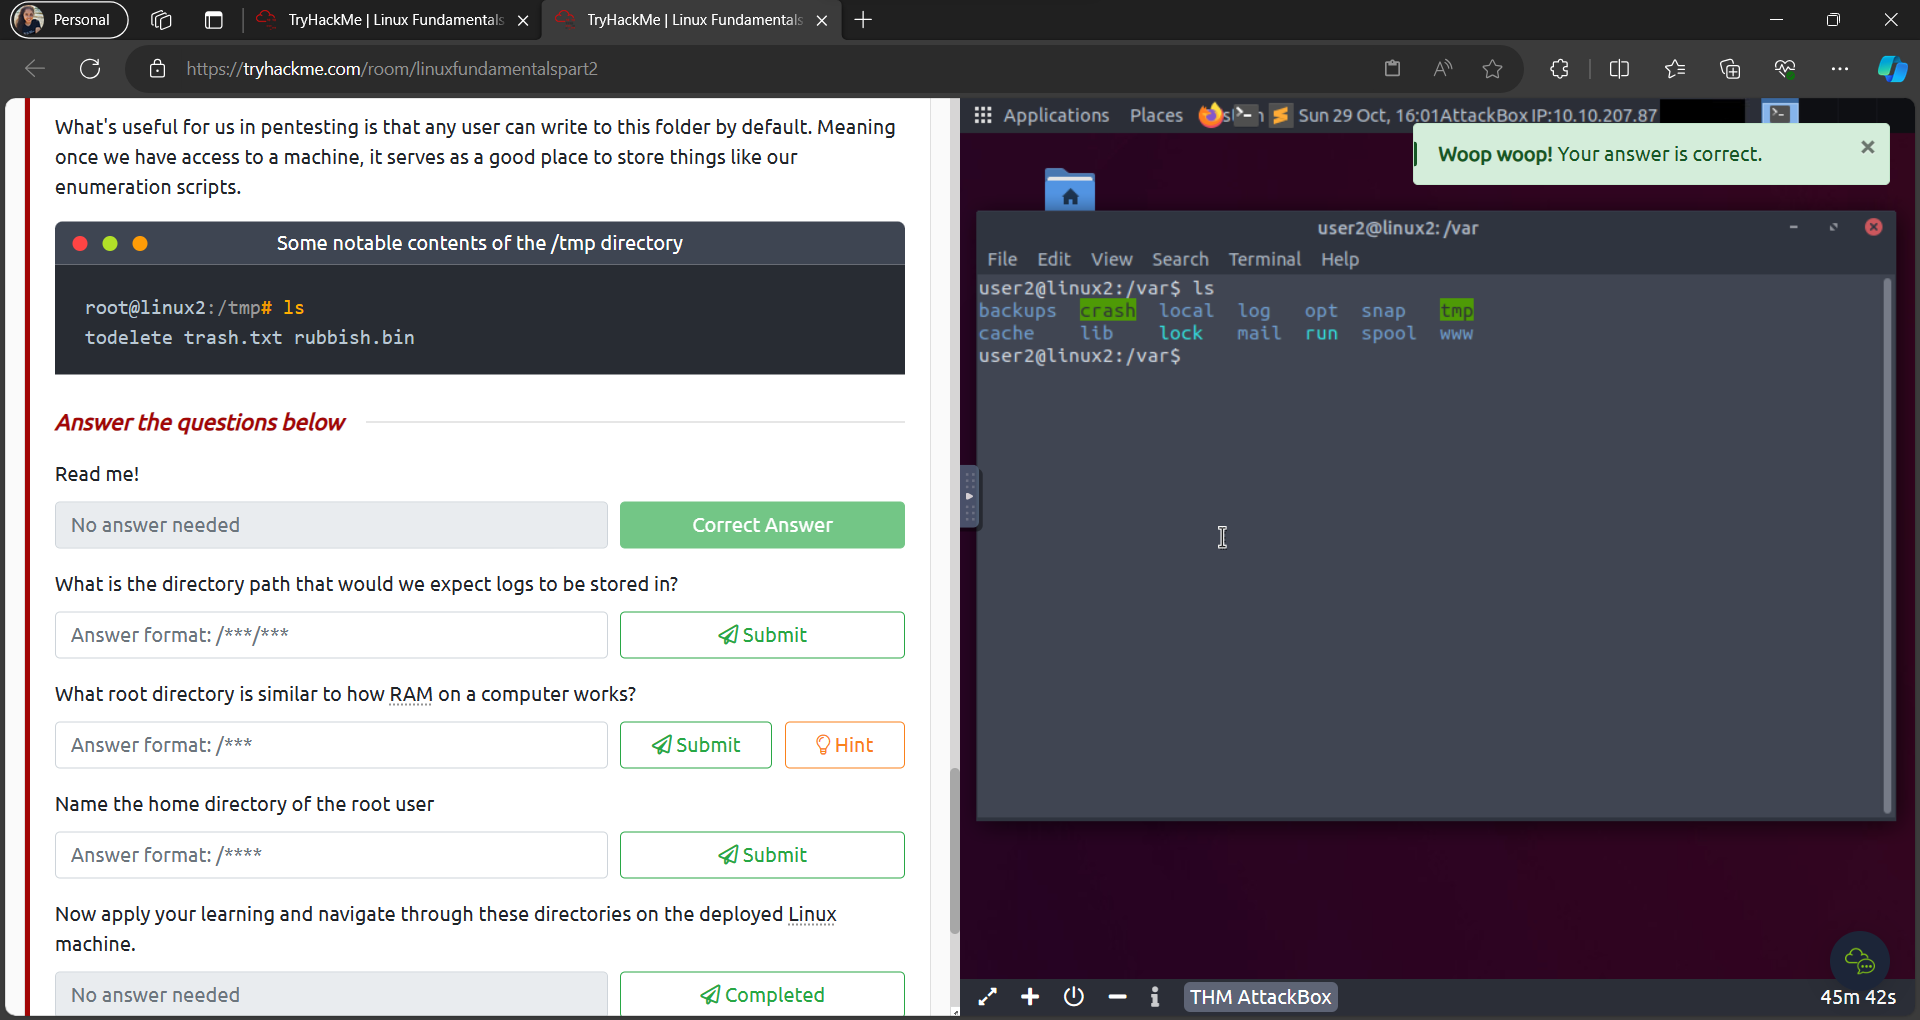 Personal
TryHackMe | Linux Fundamentals
TryHackMe | Linux Fundamentals
https://tryhackme.com/room/linuxfundamentalspart2
What's useful for us in pentesting is that any user can write to this folder by default. Meaning
once we have access to a machine, it serves as a good place to store things like our
enumeration scripts.
Some notable contents of the /tmp directory
root@linux2:/tmp# ls
todelete trash.txt rubbish.bin
Answer the questions below
Read me!
No answer needed
Correct Answer
What is the directory path that would we expect logs to be stored in?
Answer format: /***/***
Submit
What root directory is similar to how RAM on a computer works?
Answer format: /***
Submit
Hint
Name the home directory of the root user
Answer format: /****
Submit
Now apply your learning and navigate through these directories on the deployed Linux
machine.
No answer needed
Completed
Applications Places Sun 29 Oct, 16:01 AttackBox IP:10.10.207.87
Woop woop! Your answer is correct.
user2@linux2: /var
File Edit View Search Terminal Help
user2@linux2:/var$ ls
backups crash local log opt snap tmp
cache lib lock mail run spool www
user2@linux2:/var$
THM AttackBox
45m 42s